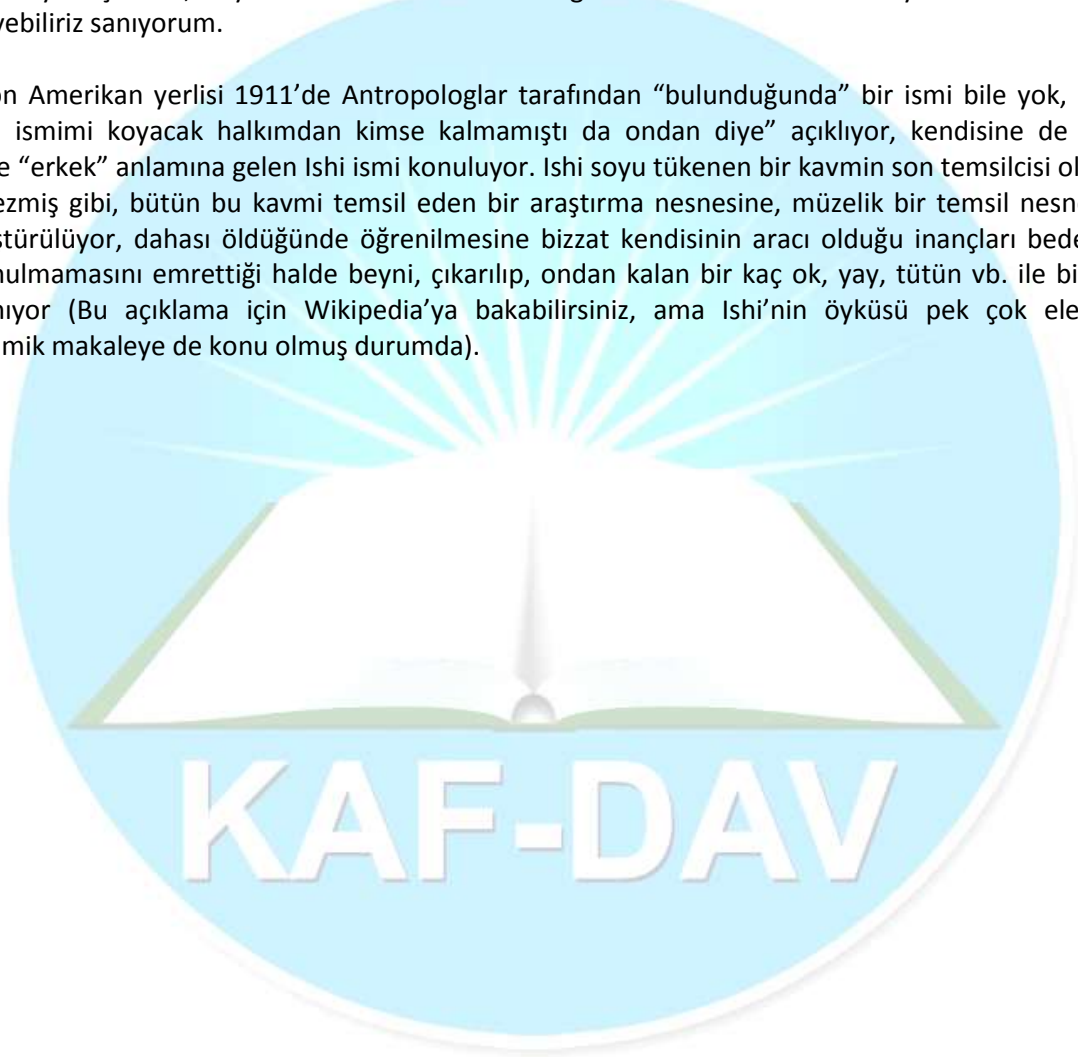 yebiliriz sanıyorum.
on Amerikan yerlisi 1911’de Antropologlar tarafından “bulunduğunda” bir ismi bile yok,
ismimi koyacak halkımdan kimse kalmamıştı da ondan diye” açıklıyor, kendisine de
e “erkek” anlamına gelen Ishi ismi konuluyor. Ishi soyu tükenen bir kavmin son temsilcisi ol
ezmiş gibi, bütün bu kavmi temsil eden bir araştırma nesnesine, müzelik bir temsil nesne
türülüyor, dahası öldüğünde öğrenilmesine bizzat kendisinin aracı olduğu inançları bede
nulmamasını emrettiği halde beyni, çıkarılıp, ondan kalan bir kaç ok, yay, tütün vb. ile bi
nıyor (Bu açıklama için Wikipedia’ya bakabilirsiniz, ama Ishi’nin öyküsü pek çok ele
mik makaleye de konu olmuş durumda).
KAF-DAV